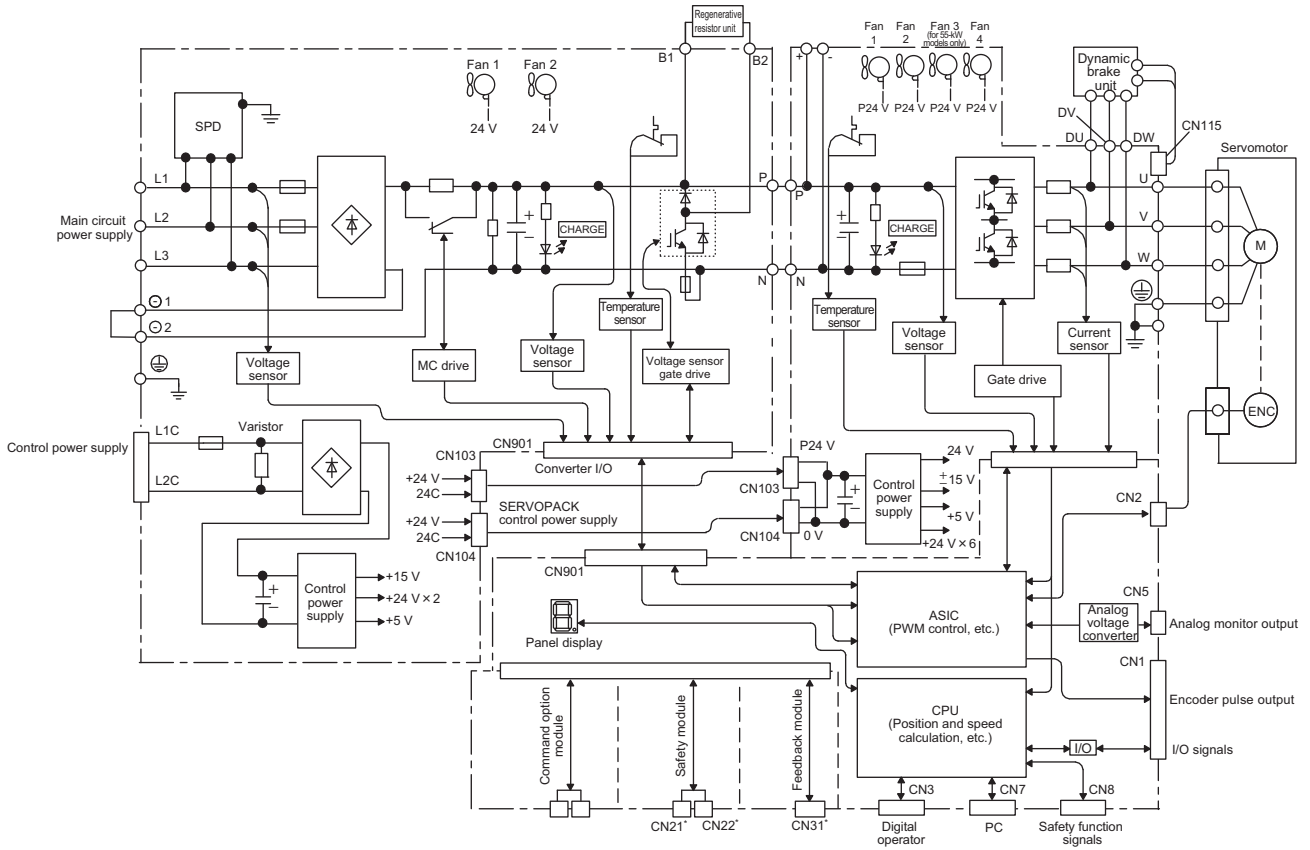 Regenerative
resistor unit
B1
B2
+
-
Fan
1
Fan
2
Fan 3
(for 55-kW
models only)
Fan
4
Fan 1
Fan 2
24 V
24 V
P24 V
P24 V
P24 V
P24 V
Dynamic
brake
unit
DV
DU
DW
CN115
Servomotor
SPD
L1
L2
L3
Main circuit
power supply
⊖ 1
⊖ 2
+
−
CHARGE
P
P
N
N
+
−
CHARGE
U
V
W
M
ENC
Voltage
sensor
MC drive
Voltage
sensor
Temperature
sensor
Voltage sensor
gate drive
Temperature
sensor
Voltage
sensor
Gate drive
Current
sensor
Control power supply
L1C
L2C
Varistor
+
−
Control
power
supply
+15 V
+24 V × 2
+5 V
CN901
Converter I/O
CN103
+24 V
24C
+24 V
24C
CN104
SERVOPACK
control power supply
P24 V
CN103
CN104
0 V
+
−
Control
power
supply
24 V
±15 V
+5 V
+24 V × 6
CN2
CN901
Panel display
ASIC
(PWM control, etc.)
CPU
(Position and speed
calculation, etc.)
Analog
voltage
converter
CN5
Analog monitor output
CN1
Encoder pulse output
I/O
I/O signals
Command option
module
Safety module
Feedback module
CN21*
CN22*
CN31*
CN3
CN7
CN8
Digital
operator
PC
Safety function
signals